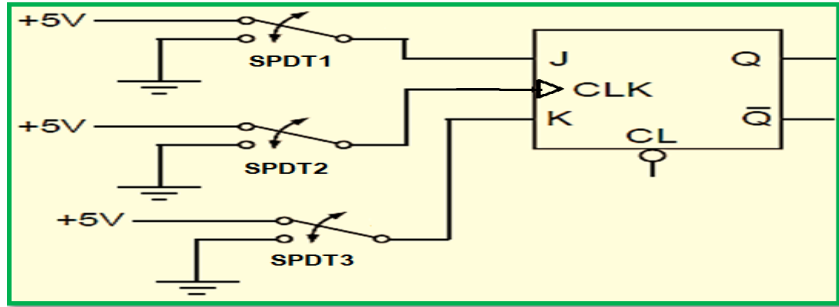 +5V
SPDT1
J
Q
CLK
+5V
K
Q̅
CL
SPDT2
+5V
SPDT3